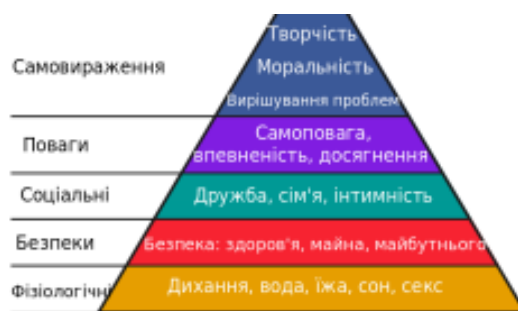 Творчість
Самовираження
Моральність
Вирішування проблем
Поваги
Самоповага,
впевненість, досягнення
Соціальні
Дружба, сім'я, інтимність
Безпеки
Безпека: здоров'я, майна, майбутнього
Фізіологічні
Дихання, вода, їжа, сон, секс